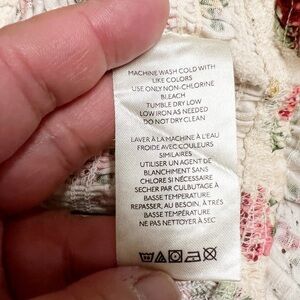 MACHINE WASH COLD WITH
LIKE COLORS
USE ONLY NON-CHLORINE
BLEACH
TUMBLE DRY LOW
LOW IRON AS NEEDED
DO NOT DRY CLEAN
LAVER À LA MACHINE À L'EAU
FROIDE AVEC COULEURS
SIMILAIRES
UTILISER UN AGENT DE
BLANCHIMENT SANS
CHLORE SI NÉCESSAIRE
SECHER PAR CULBUTAGE À
BASSE TEMPÉRATURE
REPASSER, AU BESOIN, À TRÈS
BASSE TEMPÉRATURE
NE PAS NETTOYER À SEC